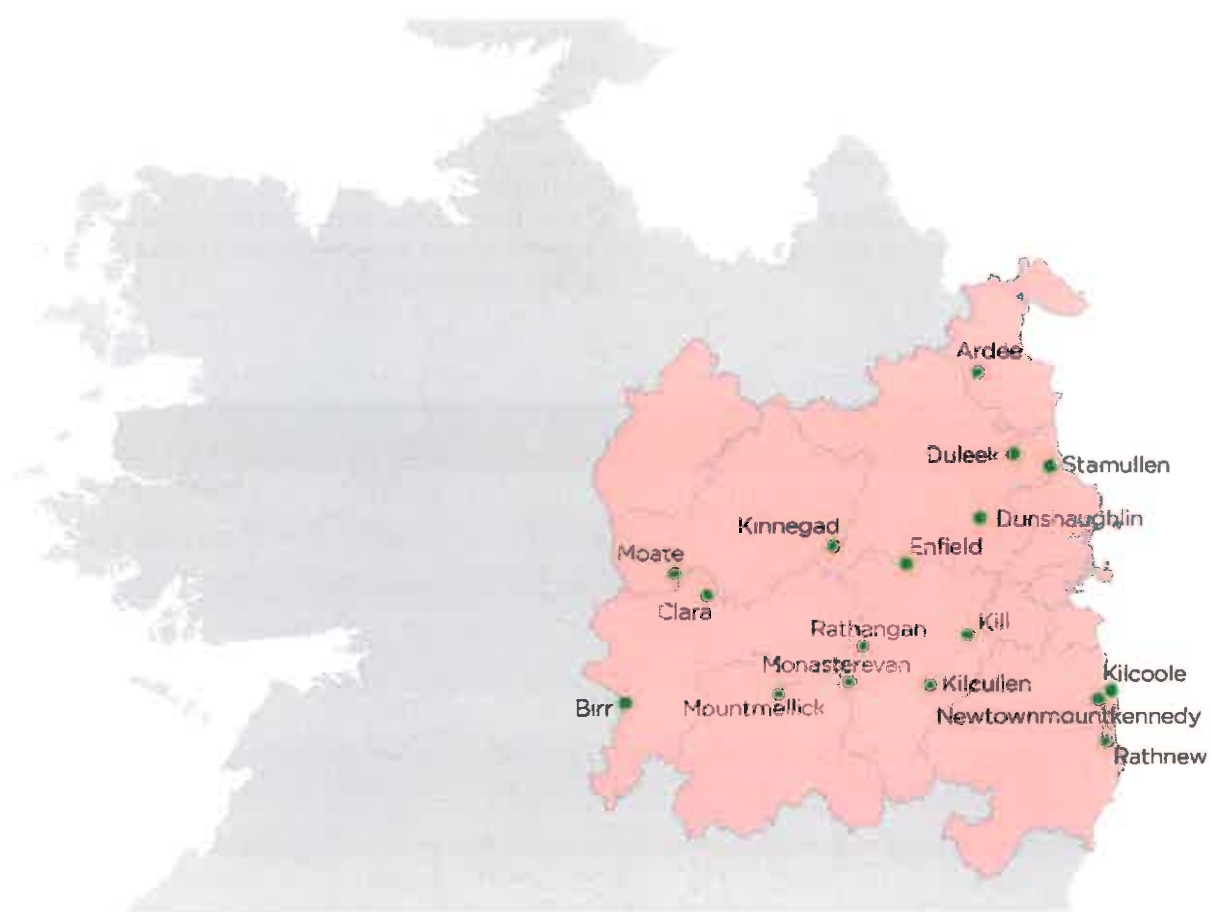 Ardee
Duleek
Stamullen
Dunshaughlin
Kinnegad
Enfield
Moate
Clara
Rathangan
Kill
Monasterevan
Kilcoole
Kilcullen
Birr
Mountmellick
Newtownmountkennedy
Rathnew